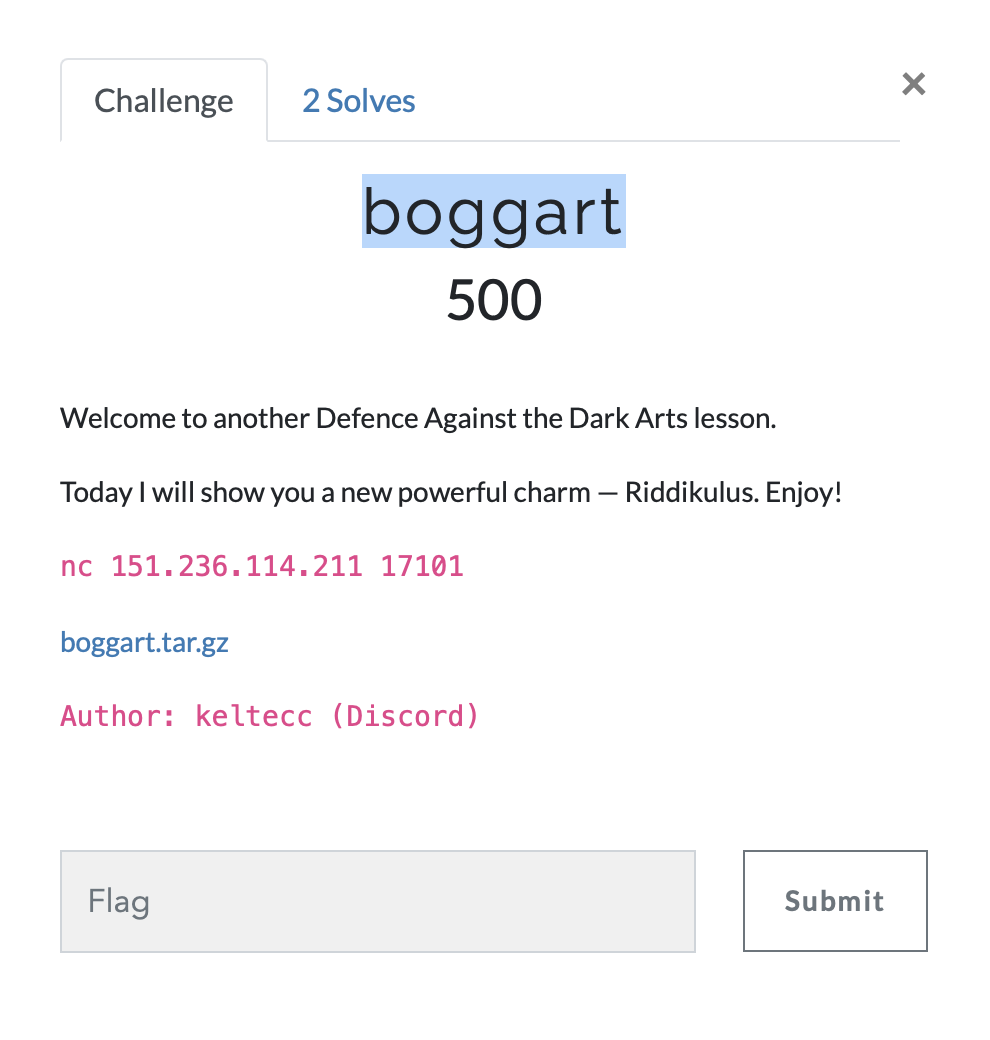 Challenge
2 Solves
×
boggart
500
Welcome to another Defence Against the Dark Arts lesson.
Today I will show you a new powerful charm — Riddikulus. Enjoy!
nc 151.236.114.211 17101
boggart.tar.gz
Author: keltecc (Discord)
Flag
Submit